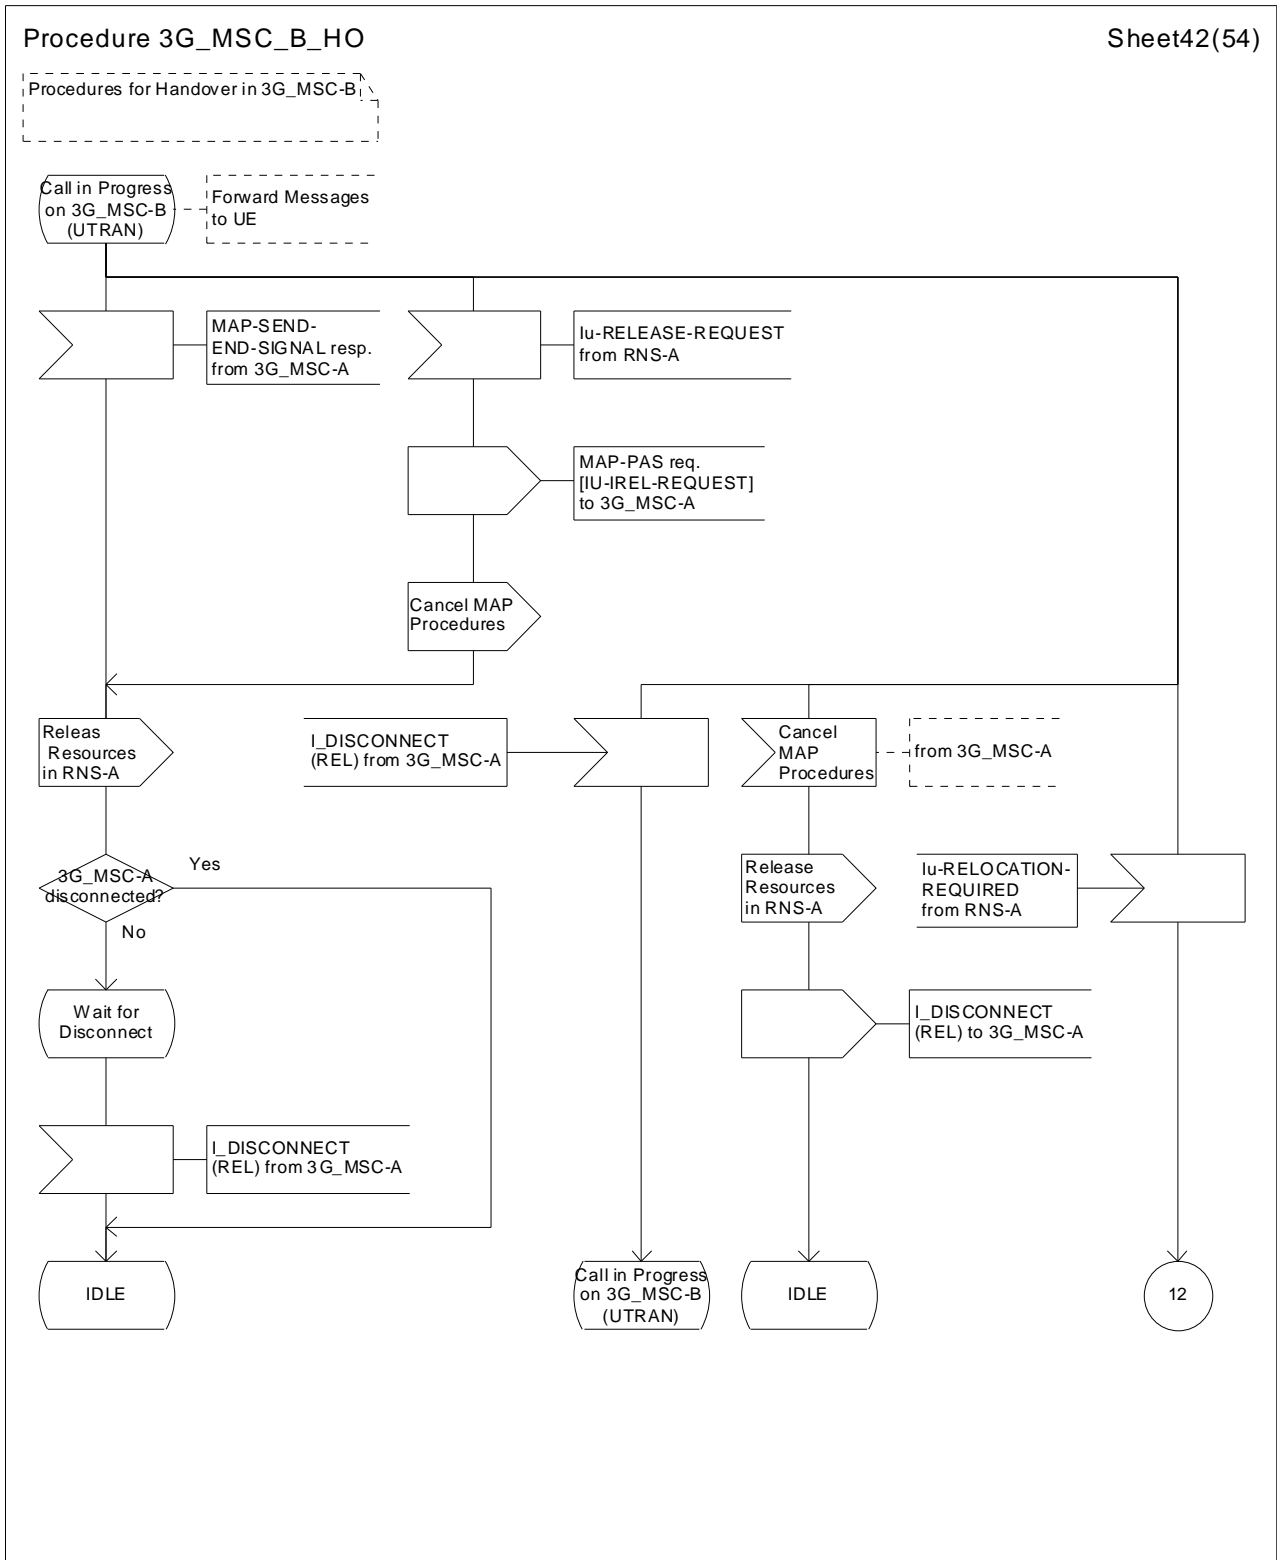 Procedure 3G_MSC_B_HO
Sheet42(54)
Procedures for Handover in 3G_MSC-B
Call in Progress
on 3G_MSC-B
(UTRAN)
Forward Messages
to UE
MAP-SEND-
END-SIGNAL resp.
from 3G_MSC-A
Iu-RELEASE-REQUEST
from RNS-A
MAP-PAS req.
[IU-IREL-REQUEST]
to 3G_MSC-A
Cancel MAP
Procedures
Releas
Resources
in RNS-A
I_DISCONNECT
(REL) from 3G_MSC-A
Cancel
MAP
Procedures
from 3G_MSC-A
3G_MSC-A
disconnected?
Yes
No
Release
Resources
in RNS-A
Iu-RELOCATION-
REQUIRED
from RNS-A
Wait for
Disconnect
I_DISCONNECT
(REL) to 3G_MSC-A
I_DISCONNECT
(REL) from 3G_MSC-A
IDLE
Call in Progress
on 3G_MSC-B
(UTRAN)
IDLE
12